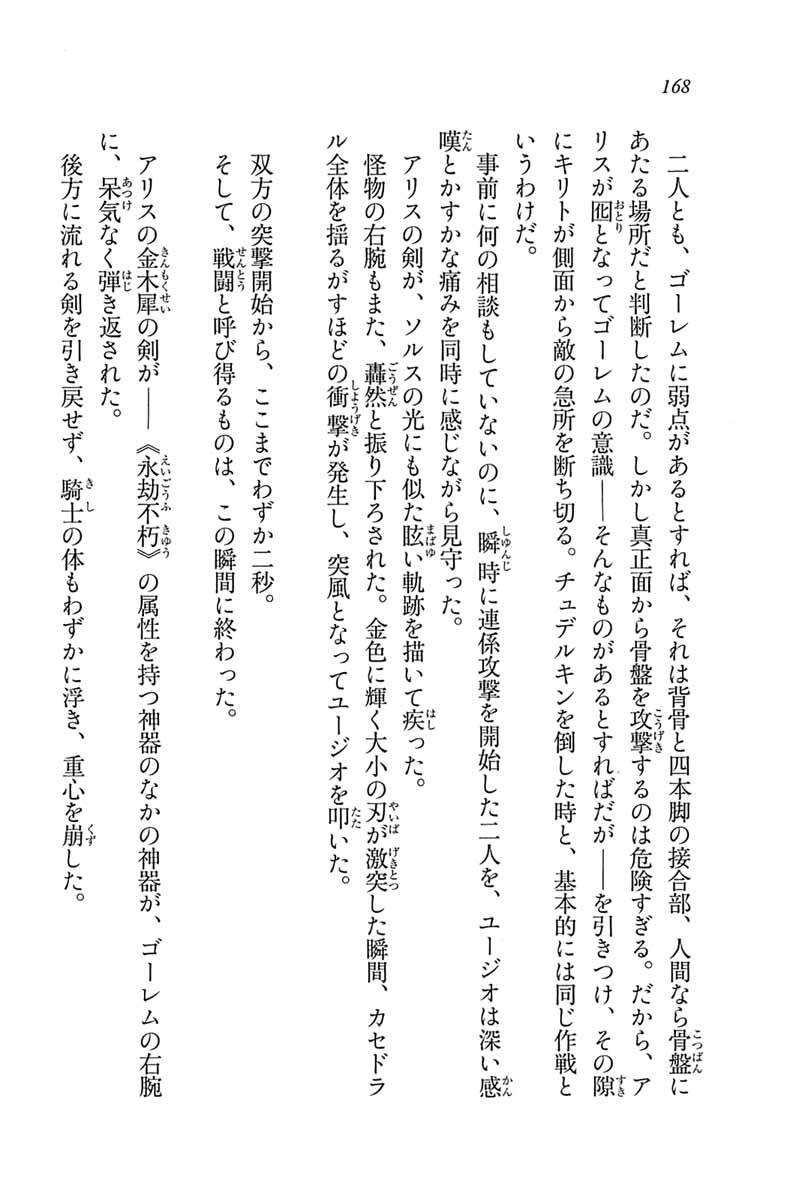 168
二人とも、ゴーレムに弱点があるとすれば、それは背骨と四本脚の接合部、人間なら骨盤に
あたる場所だと判断したのだ。しかし真正面から骨盤を攻撃するのは危険すぎる。だから、ア
リスが囮となってゴーレムの意識――そんなものがあるとすればだが――を引きつけ、その隙
にキリトが側面から敵の急所を断ち切る。チュデルキンを倒した時と、基本的には同じ作戦と
いうわけだ。
事前に何の相談もしていないのに、瞬時に連係攻撃を開始した二人を、ユージオは深い感
嘆とかすかな痛みを同時に感じながら見守った。
アリスの剣が、ソルスの光にも似た眩い軌跡を描いて疾った。
怪物の右腕もまた、轟然と振り下ろされた。金色に輝く大小の刃が激突した瞬間、カセドラ
ル全体を揺るがすほどの衝撃が発生し、突風となってユージオを叩いた。
双方の突撃開始から、ここまでわずか二秒。
そして、戦闘と呼び得るものは、この瞬間に終わった。
アリスの金木犀の剣が――《永劫不朽》の属性を持つ神器のなかの神器が、ゴーレムの右腕
に、呆気なく弾き返された。
後方に流れる剣を引き戻せず、騎士の体もわずかに浮き、重心を崩した。